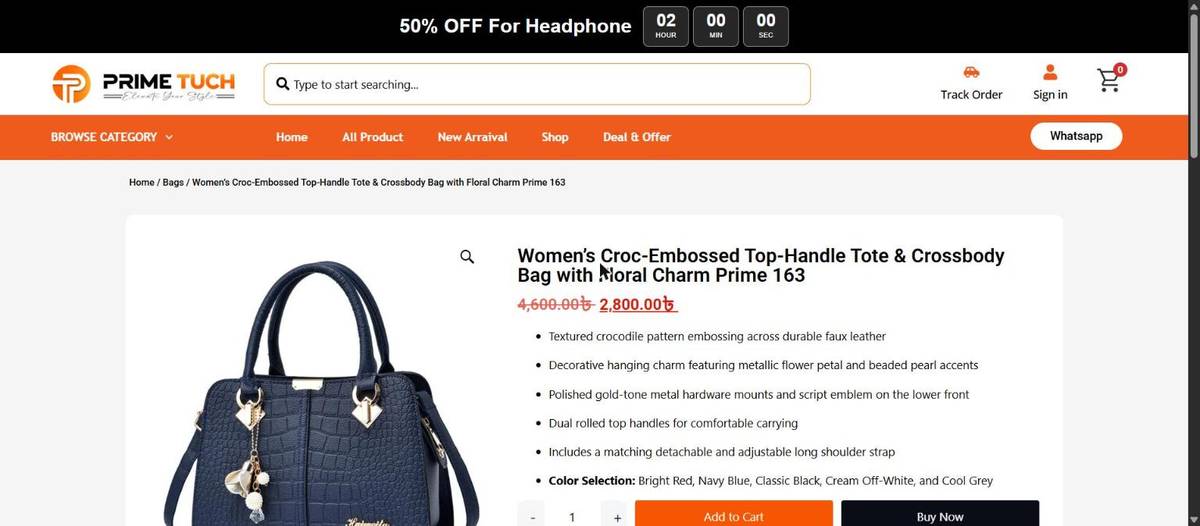 50% OFF For Headphone
02 00 00
HOUR MIN SEC
PRIME TUCH
Elevate Your Style
Type to start searching...
Track Order
Sign in
0
BROWSE CATEGORY
Home All Product New Arraival Shop Deal & Offer
Whatsapp
Home / Bags / Women's Croc-Embossed Top-Handle Tote & Crossbody Bag with Floral Charm Prime 163
Women's Croc-Embossed Top-Handle Tote & Crossbody
Bag with Floral Charm Prime 163
4,600.00৳ 2,800.00৳
Textured crocodile pattern embossing across durable faux leather
Decorative hanging charm featuring metallic flower petal and beaded pearl accents
Polished gold-tone metal hardware mounts and script emblem on the lower front
Dual rolled top handles for comfortable carrying
Includes a matching detachable and adjustable long shoulder strap
Color Selection: Bright Red, Navy Blue, Classic Black, Cream Off-White, and Cool Grey
- 1 + Add to Cart Buy Now